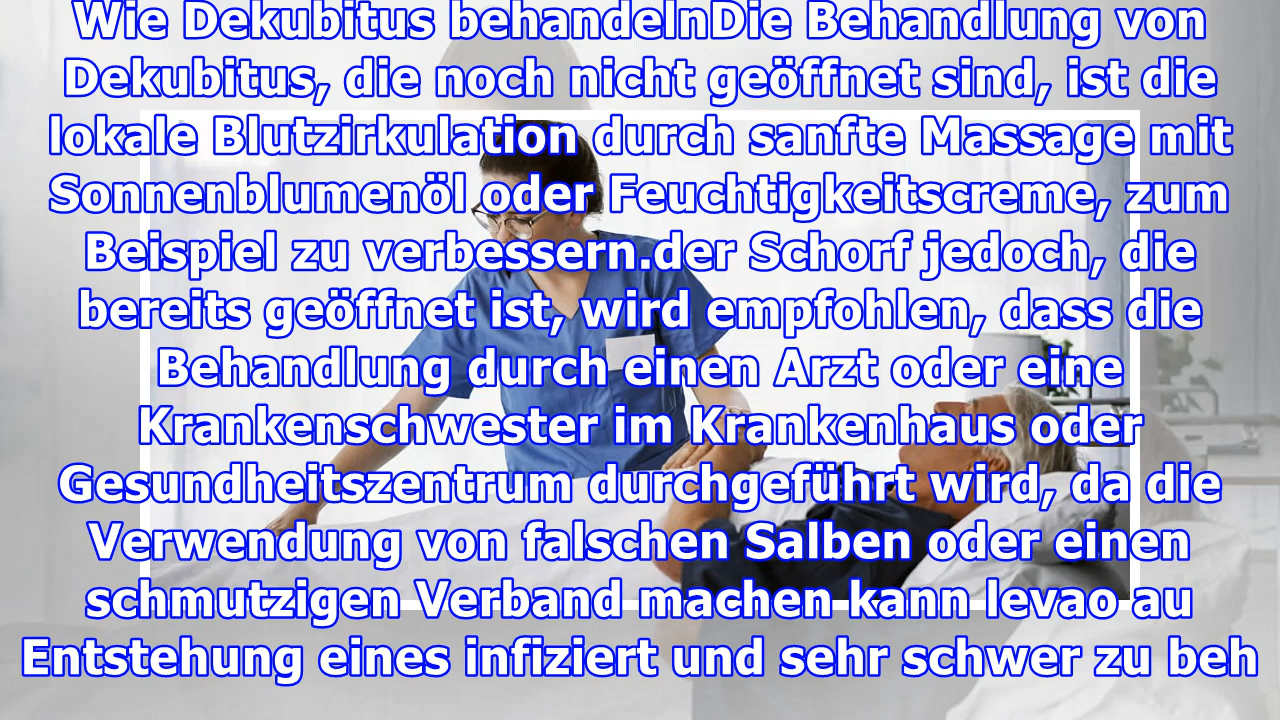 Wie Dekubitus behandelnDie Behandlung von
Dekubitus, die noch nicht geöffnet sind, ist die
lokale Blutzirkulation durch sanfte Massage mit
Sonnenblumenöl oder Feuchtigkeitscreme, zum
Beispiel zu verbessern.der Schorf jedoch, die
bereits geöffnet ist, wird empfohlen, dass die
Behandlung durch einen Arzt oder eine
Krankenschwester im Krankenhaus oder
Gesundheitszentrum durchgeführt wird, da die
Verwendung von falschen Salben oder einen
schmutzigen Verband machen kann levao au
Entstehung eines infiziert und sehr schwer zu beh